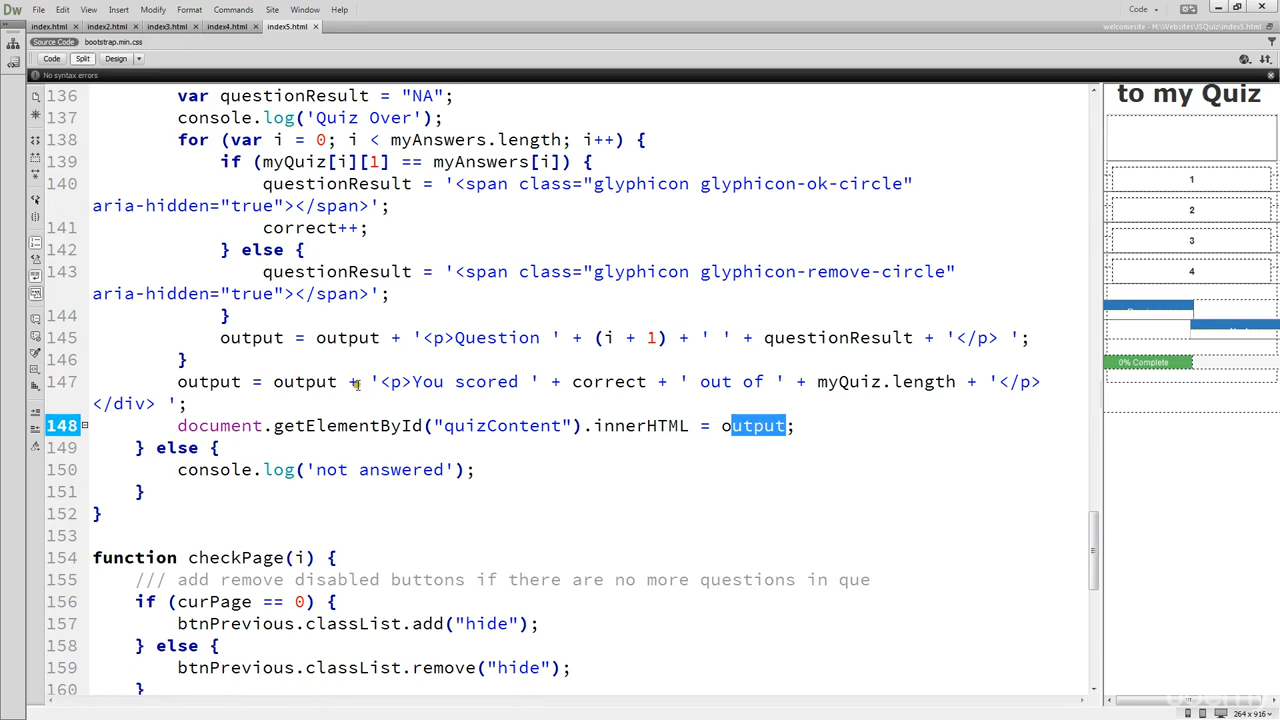 Dw File Edit View Insert Modify Format Commands Site Window Help Code
index.html × index2.html × index3.html × index4.html × index5.html ×
welcomesite - H:\Websites\JSQuiz\index5.html
Source Code bootstrap.min.css
Code Split Design
No syntax errors
136 var questionResult = "NA";
137 console.log('Quiz Over');
138 for (var i = 0; i < myAnswers.length; i++) {
139 if (myQuiz[i][1] == myAnswers[i]) {
140 questionResult = '<span class="glyphicon glyphicon-ok-circle"
aria-hidden="true"></span>';
141 correct++;
142 } else {
143 questionResult = '<span class="glyphicon glyphicon-remove-circle"
aria-hidden="true"></span>';
144 }
145 output = output + '<p>Question ' + (i + 1) + ' ' + questionResult + '</p> ';
146 }
147 output = output + '<p>You scored ' + correct + ' out of ' + myQuiz.length + '</p>
</div> ';
148 document.getElementById("quizContent").innerHTML = output;
149 } else {
150 console.log('not answered');
151 }
152 }
153
154 function checkPage(i) {
155 /// add remove disabled buttons if there are no more questions in que
156 if (curPage == 0) {
157 btnPrevious.classList.add("hide");
158 } else {
159 btnPrevious.classList.remove("hide");
160 }
to my Quiz
1
2
3
4
0% Complete
264 x 916